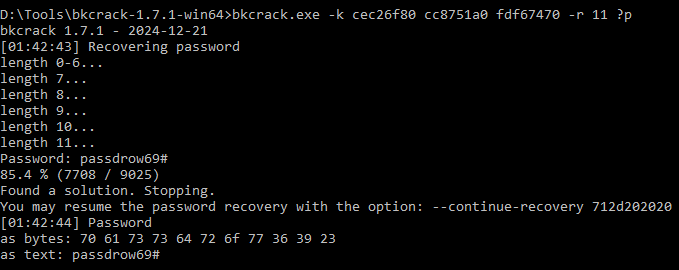 D:\Tools\bkcrack-1.7.1-win64>bkcrack.exe -k cec26f80 cc8751a0 fdf67470 -r 11 ?p
bkcrack 1.7.1 - 2024-12-21
[01:42:43] Recovering password
length 0-6...
length 7...
length 8...
length 9...
length 10...
length 11...
Password: passdrow69#
85.4 % (7708 / 9025)
Found a solution. Stopping.
You may resume the password recovery with the option: --continue-recovery 712d202020
[01:42:44] Password
as bytes: 70 61 73 73 64 72 6f 77 36 39 23
as text: passdrow69#